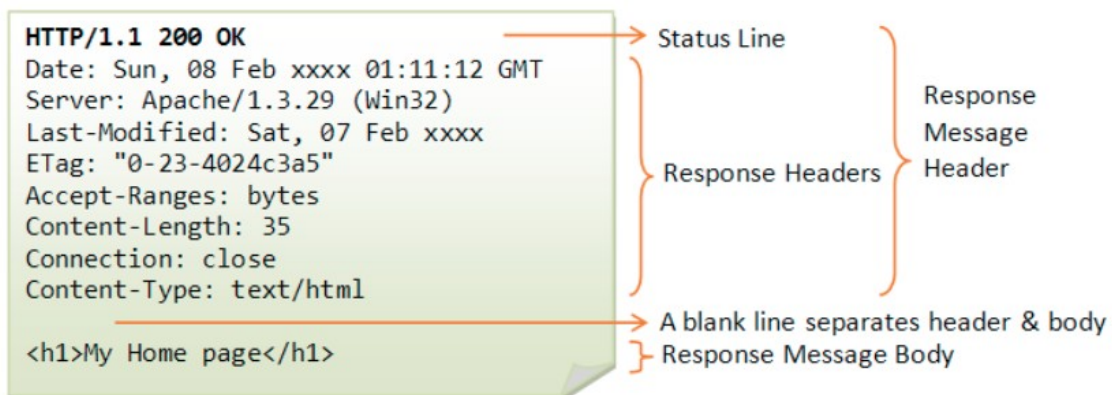 HTTP/1.1 200 OK
Date: Sun, 08 Feb xxxx 01:11:12 GMT
Server: Apache/1.3.29 (Win32)
Last-Modified: Sat, 07 Feb xxxx
ETag: "0-23-4024c3a5"
Accept-Ranges: bytes
Content-Length: 35
Connection: close
Content-Type: text/html
<h1>My Home page</h1>
Status Line
Response Headers
Response
Message
Header
A blank line separates header & body
Response Message Body